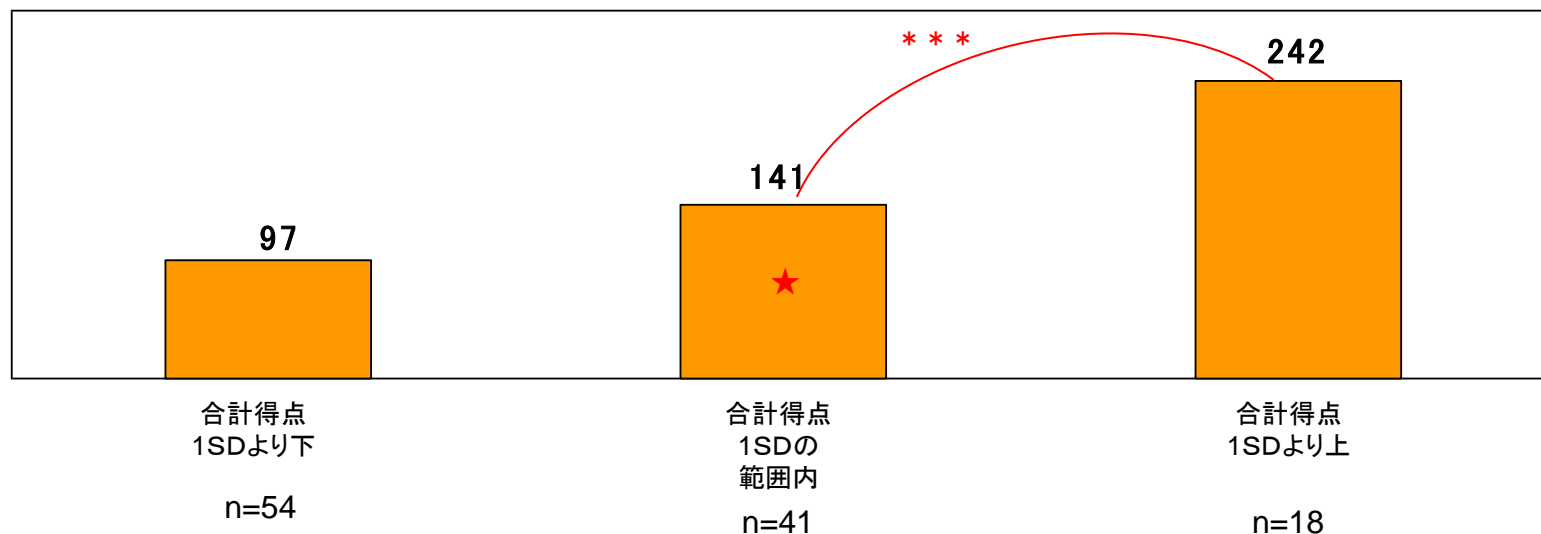 ＊＊＊
242
141
97
★
合計得点
1SDより下
n=54
合計得点
1SDの
範囲内
n=41
合計得点
1SDより上
n=18